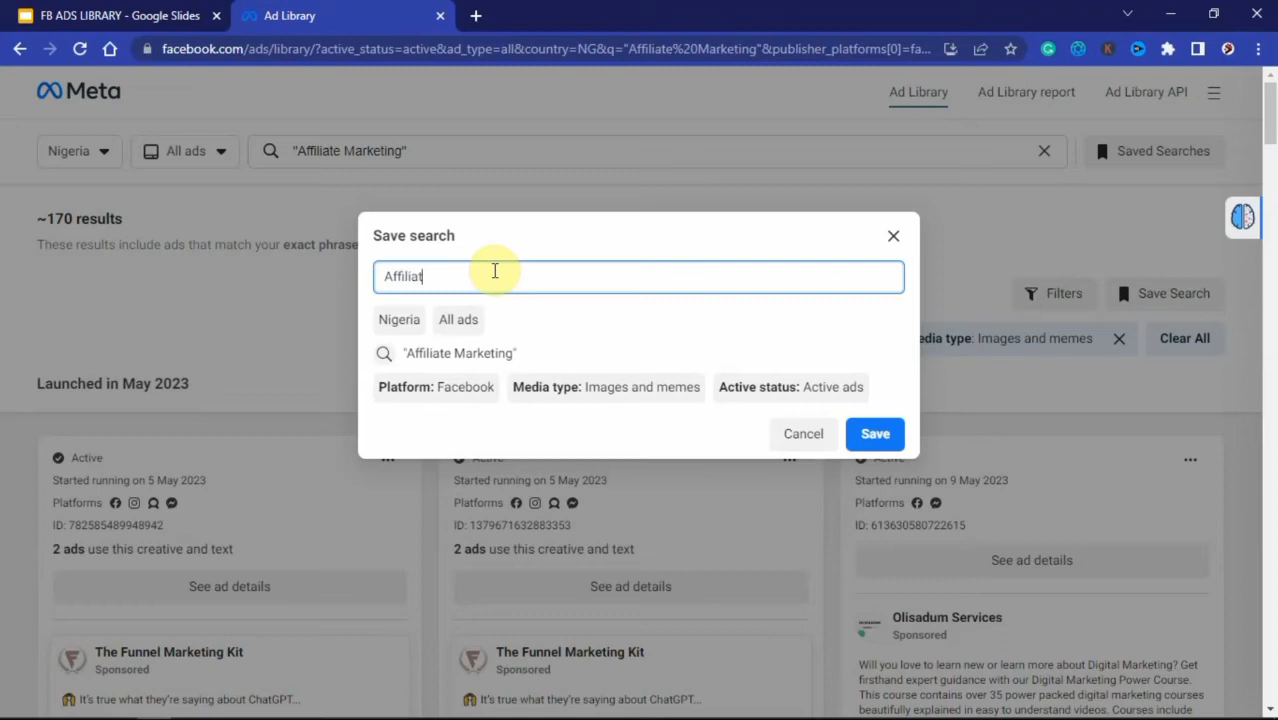 FB ADS LIBRARY - Google Slides
Ad Library
facebook.com/ads/library/?active_status=active&ad_type=all&country=NG&q="Affiliate%20Marketing"&publisher_platforms[0]=fa...
Meta
Ad Library
Ad Library report
Ad Library API
Nigeria
All ads
"Affiliate Marketing"
Saved Searches
~170 results
These results include ads that match your exact phrase
Save search
Affiliat
Nigeria
All ads
"Affiliate Marketing"
Platform: Facebook
Media type: Images and memes
Active status: Active ads
Cancel
Save
Filters
Save Search
edia type: Images and memes
Clear All
Launched in May 2023
Active
Started running on 5 May 2023
Platforms
ID: 782585489948942
2 ads use this creative and text
See ad details
The Funnel Marketing Kit
Sponsored
It's true what they're saying about ChatGPT...
Active
Started running on 5 May 2023
Platforms
ID: 1379671632883353
2 ads use this creative and text
See ad details
The Funnel Marketing Kit
Sponsored
It's true what they're saying about ChatGPT...
Active
Started running on 9 May 2023
Platforms
ID: 613630580722615
See ad details
Olisadum Services
Sponsored
Will you love to learn new or learn more about Digital Marketing? Get
firsthand expert guidance with our Digital Marketing Power Course.
This course contains over 35 power packed digital marketing courses
beautifully explained in easy to understand videos. Courses include